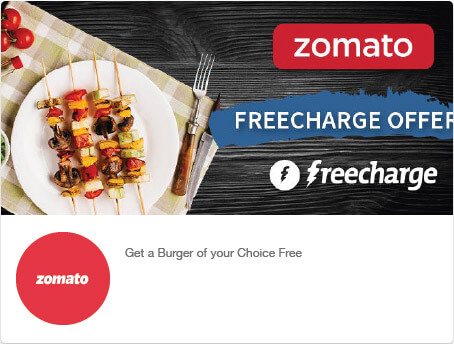 zomato
FREECHARGE OFFER
freecharge
zomato
Get a Burger of your Choice Free